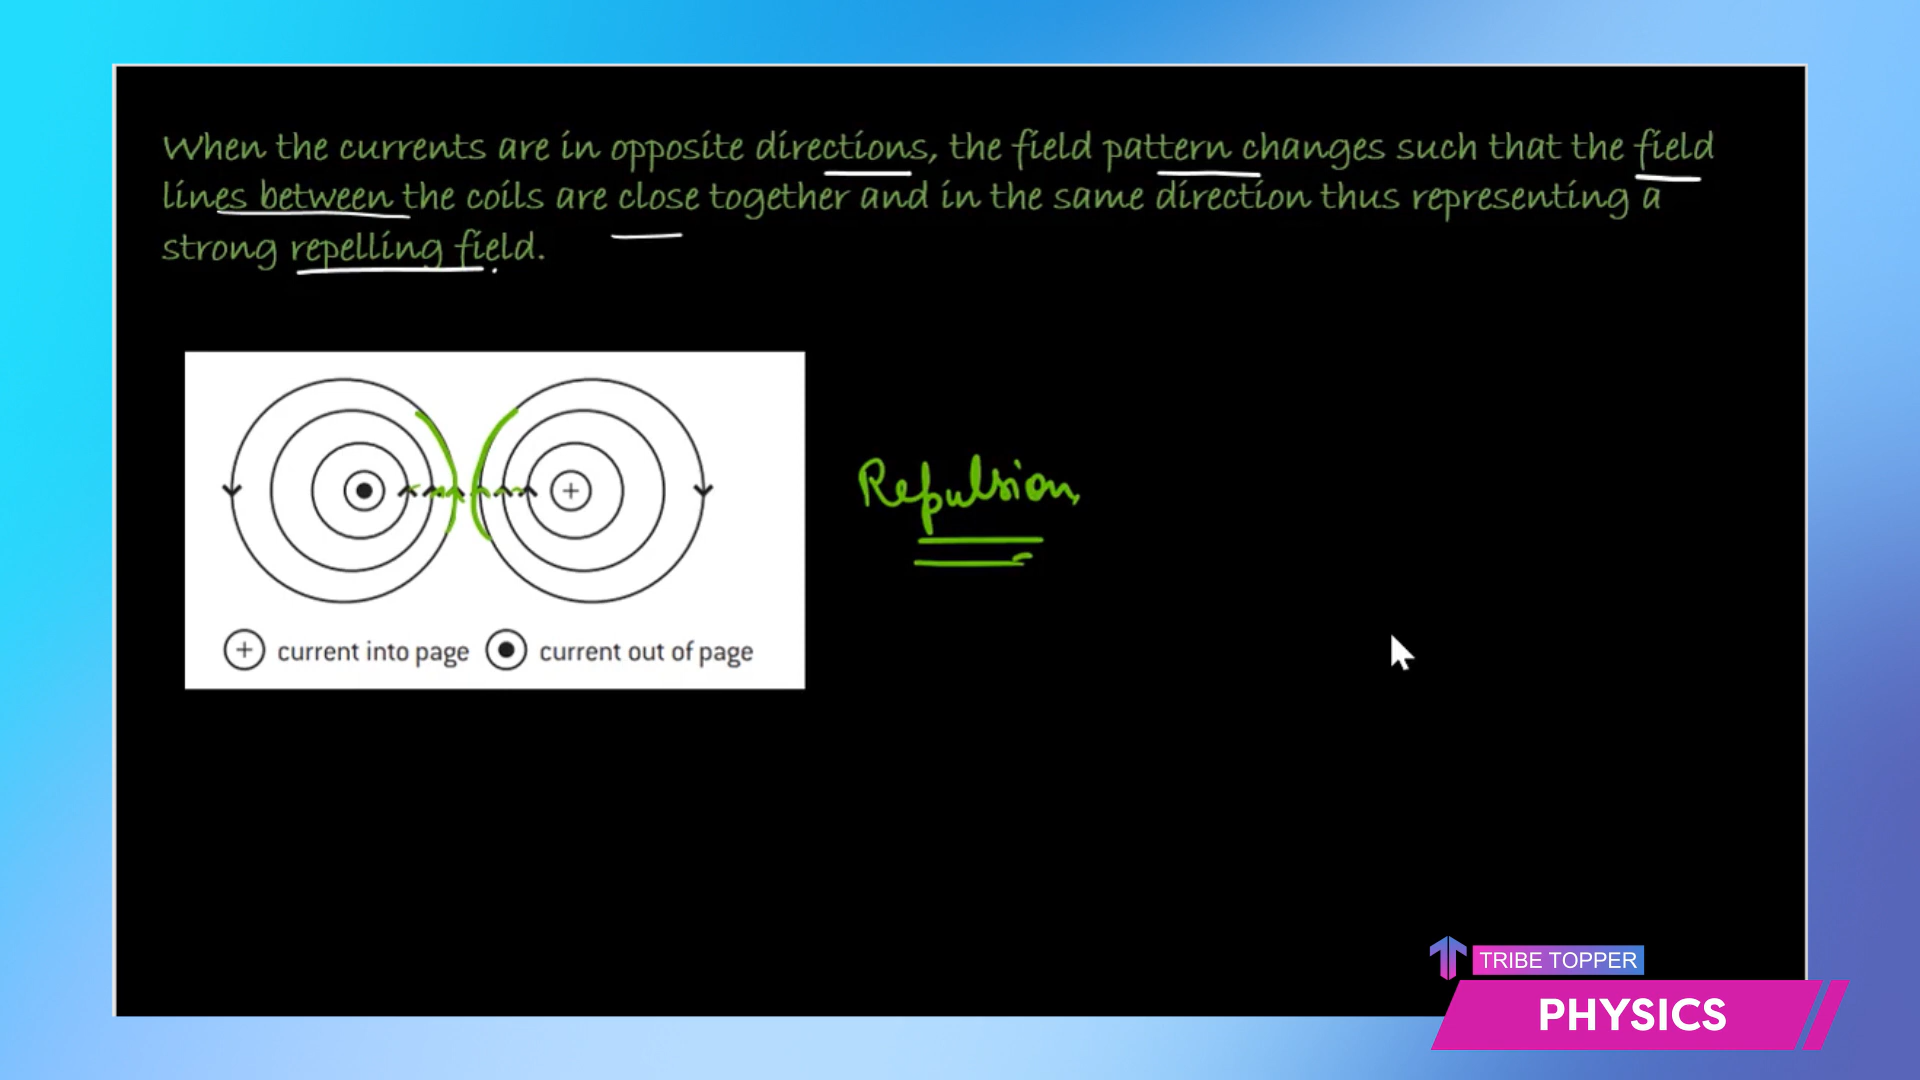 When the currents are in opposite directions, the field pattern changes such that the field
lines between the coils are close together and in the same direction thus representing a
strong repelling field.
Repulsion,
current into page current out of page
TRIBE TOPPER
PHYSICS